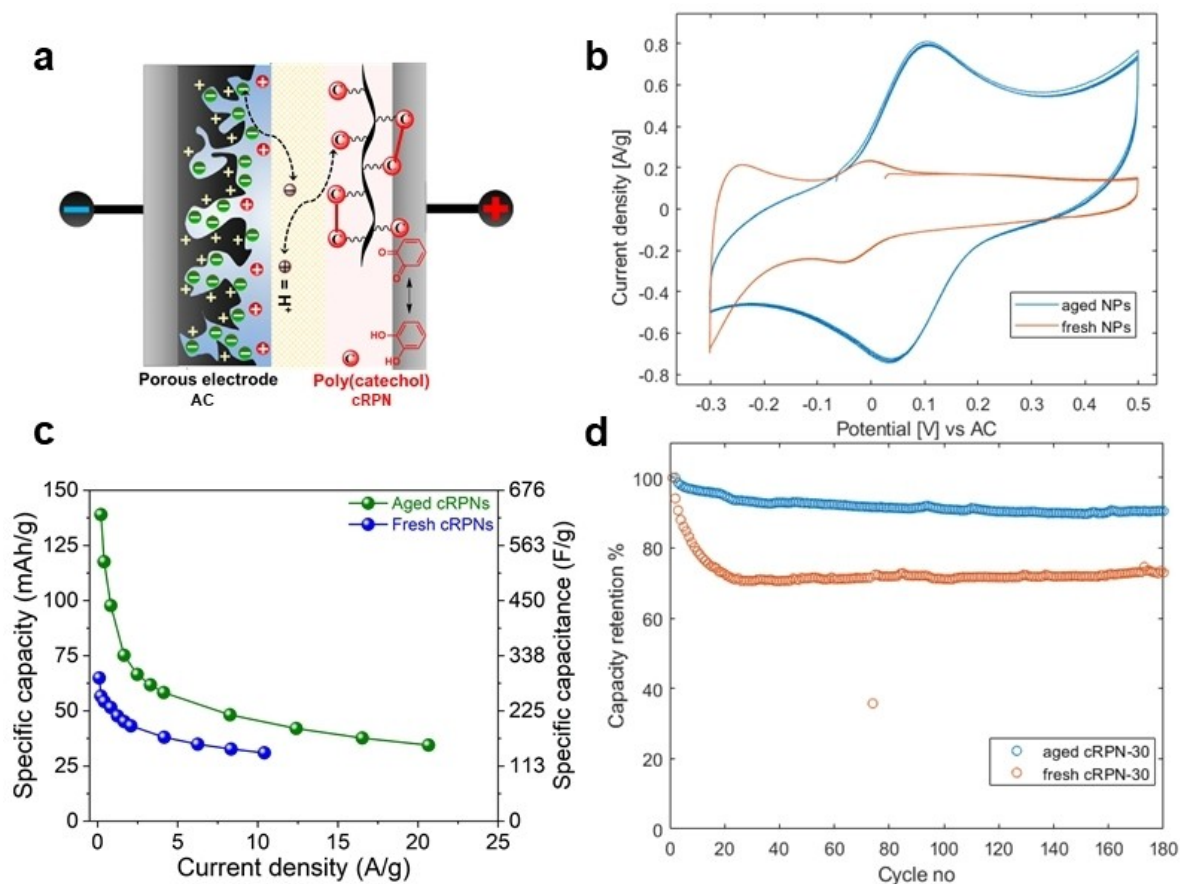 a
−
+
+
−
H⁺
C
O
O
HO
HO
Porous electrode
AC
Poly(catechol)
cRPN
b
0.8
0.6
0.4
0.2
0
-0.2
-0.4
-0.6
-0.8
Current density [A/g]
aged NPs
fresh NPs
-0.3 -0.2 -0.1 0 0.1 0.2 0.3 0.4 0.5
Potential [V] vs AC
c
150
125
100
75
50
25
0
Specific capacity (mAh/g)
Aged cRPNs
Fresh cRPNs
676
563
450
338
225
113
0
Specific capacitance (F/g)
0 5 10 15 20 25
Current density (A/g)
d
100
80
60
40
20
0
Capacity retention %
aged cRPN-30
fresh cRPN-30
0 20 40 60 80 100 120 140 160 180
Cycle no